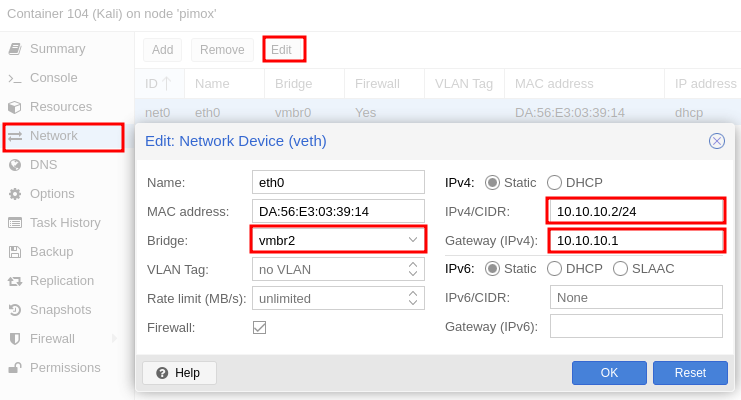 Container 104 (Kali) on node 'pimox'
Summary
Console
Resources
Network
DNS
Options
Task History
Backup
Replication
Snapshots
Firewall
Permissions
Add Remove Edit
ID Name Bridge Firewall VLAN Tag MAC address IP address
net0 eth0 vmbr0 Yes DA:56:E3:03:39:14 dhcp
Edit: Network Device (veth)
Name: eth0
MAC address: DA:56:E3:03:39:14
Bridge: vmbr2
VLAN Tag: no VLAN
Rate limit (MB/s): unlimited
Firewall:
IPv4: Static DHCP
IPv4/CIDR: 10.10.10.2/24
Gateway (IPv4): 10.10.10.1
IPv6: Static DHCP SLAAC
IPv6/CIDR: None
Gateway (IPv6):
Help OK Reset